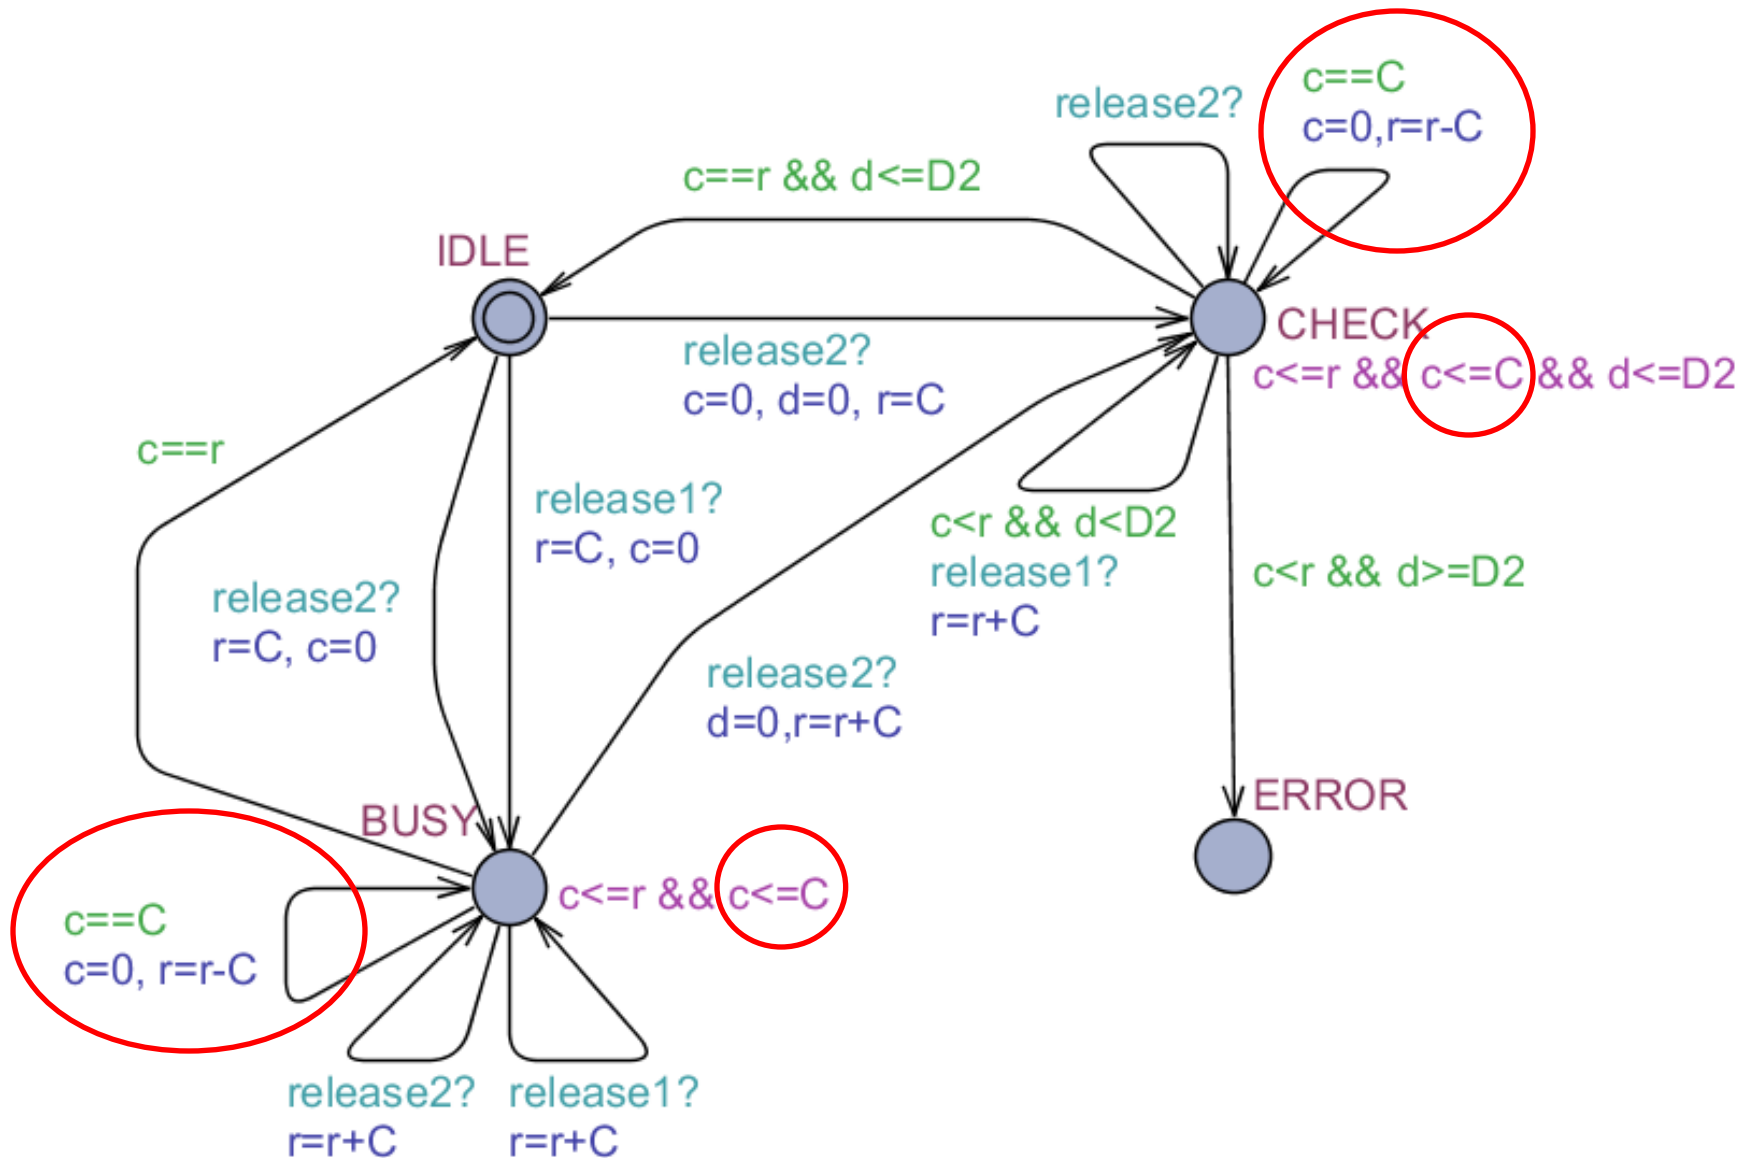 c==C
c=0,r=r-C
release2?
c==r && d<=D2
IDLE
CHECK
c<=r && c<=C && d<=D2
release2?
c=0, d=0, r=C
c==r
release1?
r=C, c=0
c<r && d<D2
release1?
r=r+C
c<r && d>=D2
release2?
r=C, c=0
release2?
d=0,r=r+C
ERROR
BUSY
c<=r && c<=C
c==C
c=0, r=r-C
release2?
r=r+C
release1?
r=r+C